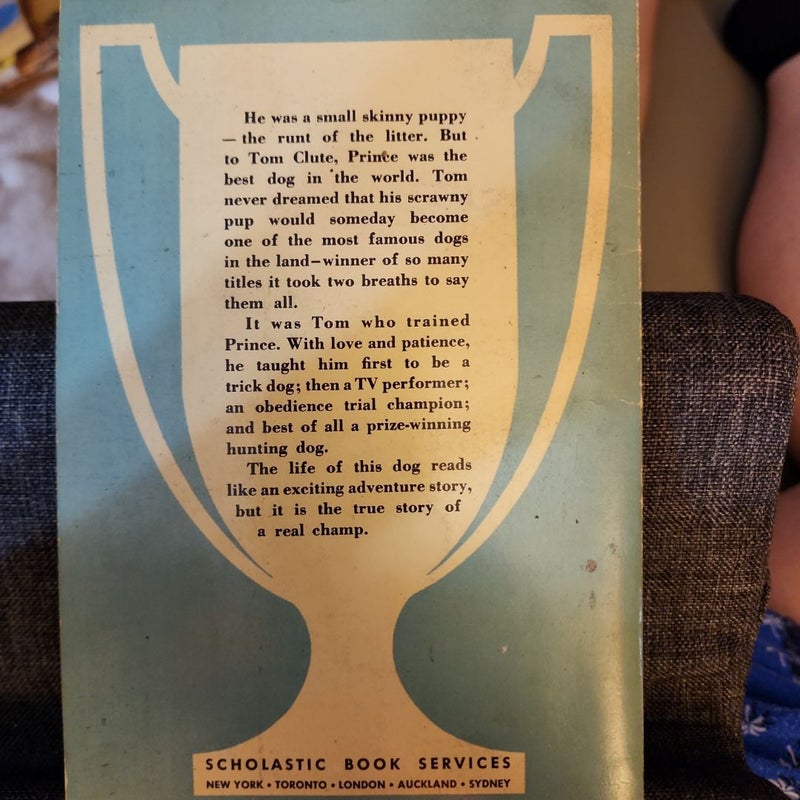 He was a small skinny puppy
— the runt of the litter. But
to Tom Clute, Prince was the
best dog in the world. Tom
never dreamed that his scrawny
pup would someday become
one of the most famous dogs
in the land—winner of so many
titles it took two breaths to say
them all.
It was Tom who trained
Prince. With love and patience,
he taught him first to be a
trick dog; then a TV performer;
an obedience trial champion;
and best of all a prize-winning
hunting dog.
The life of this dog reads
like an exciting adventure story,
but it is the true story of
a real champ.
SCHOLASTIC BOOK SERVICES
NEW YORK • TORONTO • LONDON • AUCKLAND • SYDNEY